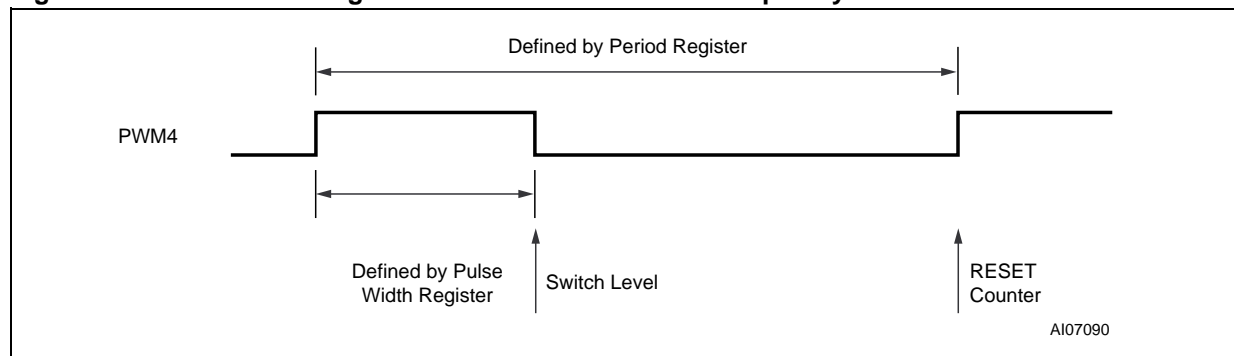 Defined by Period Register
PWM4
Defined by Pulse
Width Register
Switch Level
RESET
Counter
AI07090